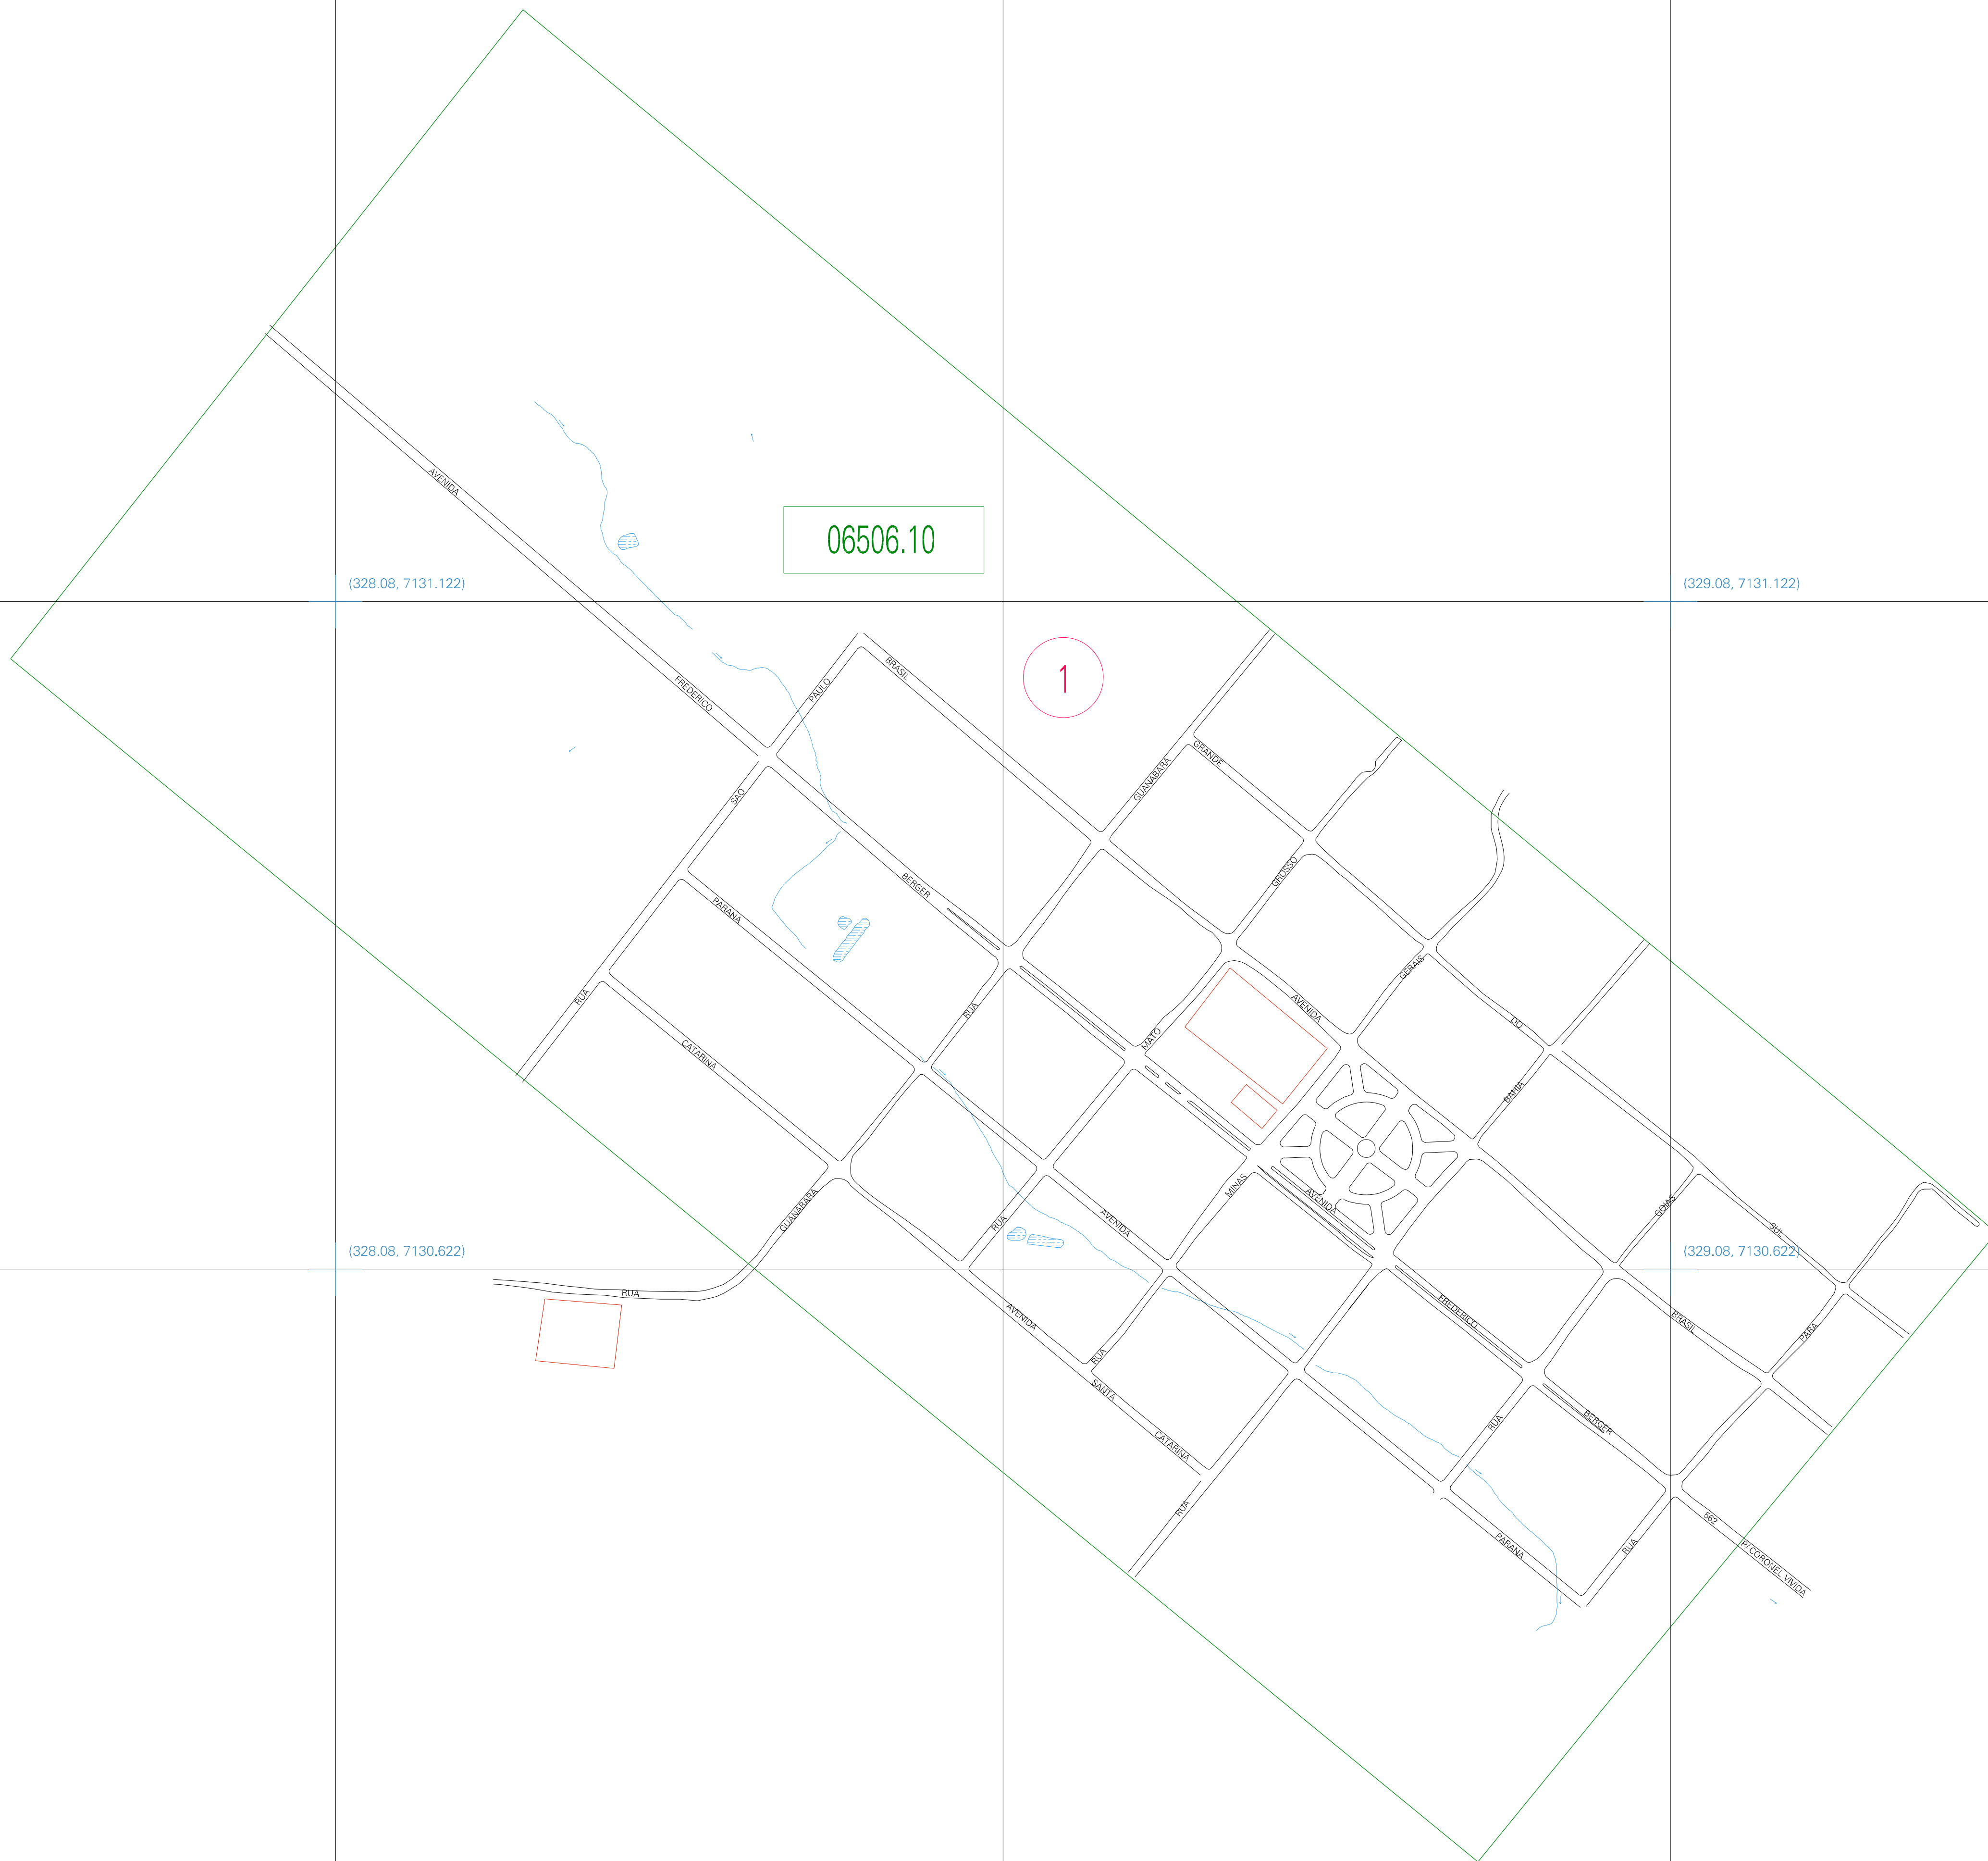 AVENIDA
06506.10
(328.08, 7131.122)
(329.08, 7131.122)
FREDERICO
PAULO
BRASIL
1
GRANDE
GUANABARA
SAO
BERGER
GROSSO
PARANA
GERAIS
RUA
RUA
AVENIDA
DO
MATO
CATARINA
BAHIA
MINAS
AVENIDA
GOIAS
GUANABARA
RUA
AVENIDA
SUL
(328.08, 7130.622)
(329.08, 7130.622)
RUA
AVENIDA
FREDERICO
BRASIL
PARA
RUA
SANTA
CATARINA
RUA
BERGER
RUA
PARANA
RUA
562
P/ CORONEL VIVIDA